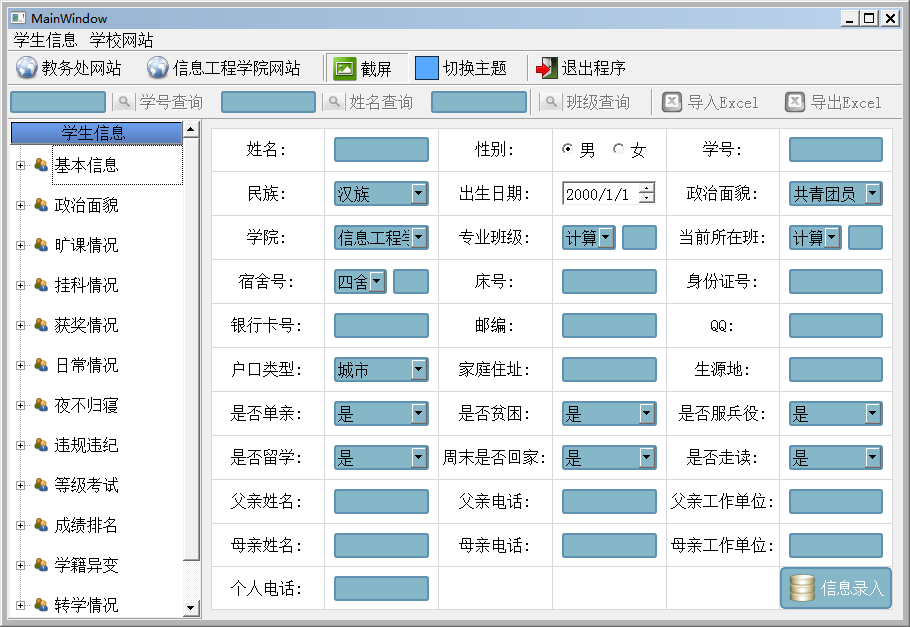 MainWindow
学生信息 学校网站
教务处网站 信息工程学院网站 截屏 切换主题 退出程序
学号查询 姓名查询 班级查询 导入Excel 导出Excel
学生信息
基本信息
政治面貌
旷课情况
挂科情况
获奖情况
日常情况
夜不归寝
违规违纪
等级考试
成绩排名
学籍异变
转学情况
姓名: 性别: 男 女 学号:
民族: 汉族 出生日期: 2000/1/1 政治面貌: 共青团员
学院: 信息工程 专业班级: 计算 当前所在班: 计算
宿舍号: 四舍 床号: 身份证号:
银行卡号: 邮编: QQ:
户口类型: 城市 家庭住址: 生源地:
是否单亲: 是 是否贫困: 是 是否服兵役: 是
是否留学: 是 周末是否回家: 是 是否走读: 是
父亲姓名: 父亲电话: 父亲工作单位:
母亲姓名: 母亲电话: 母亲工作单位:
个人电话: 信息录入